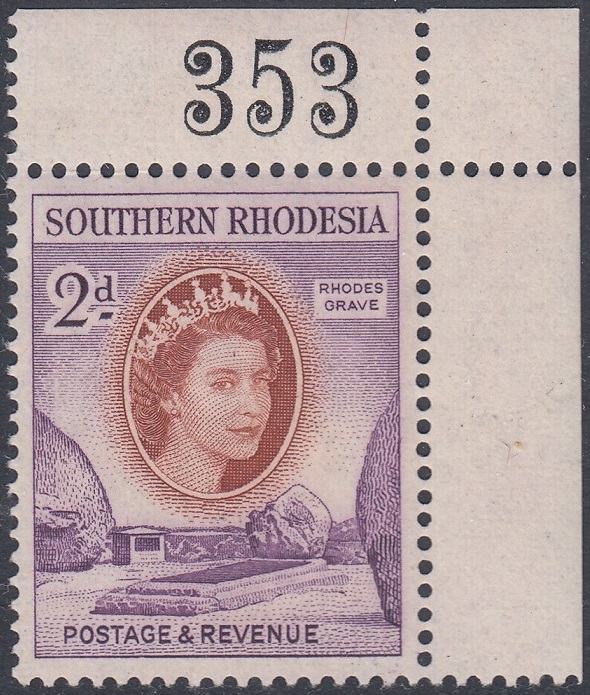 353
SOUTHERN RHODESIA
2d
RHODES
GRAVE
POSTAGE & REVENUE